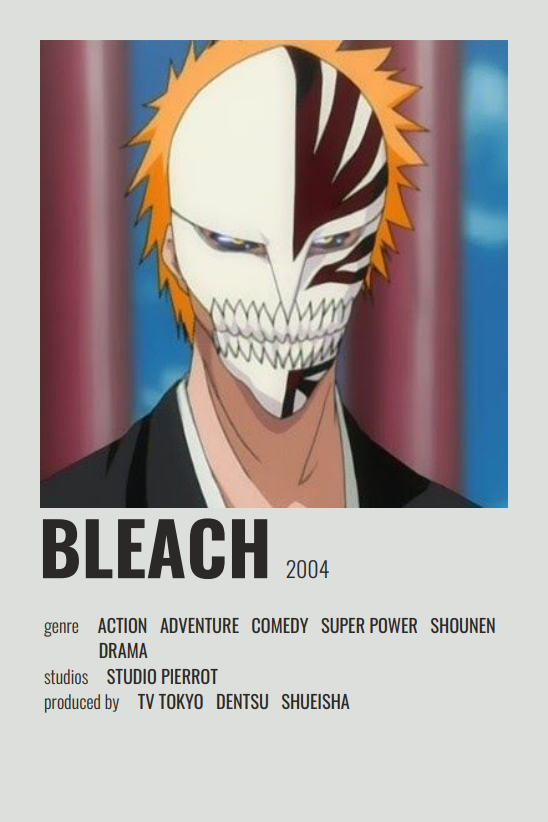 BLEACH 2004
genre ACTION ADVENTURE COMEDY SUPER POWER SHOUNEN
DRAMA
studios STUDIO PIERROT
produced by TV TOKYO DENTSU SHUEISHA